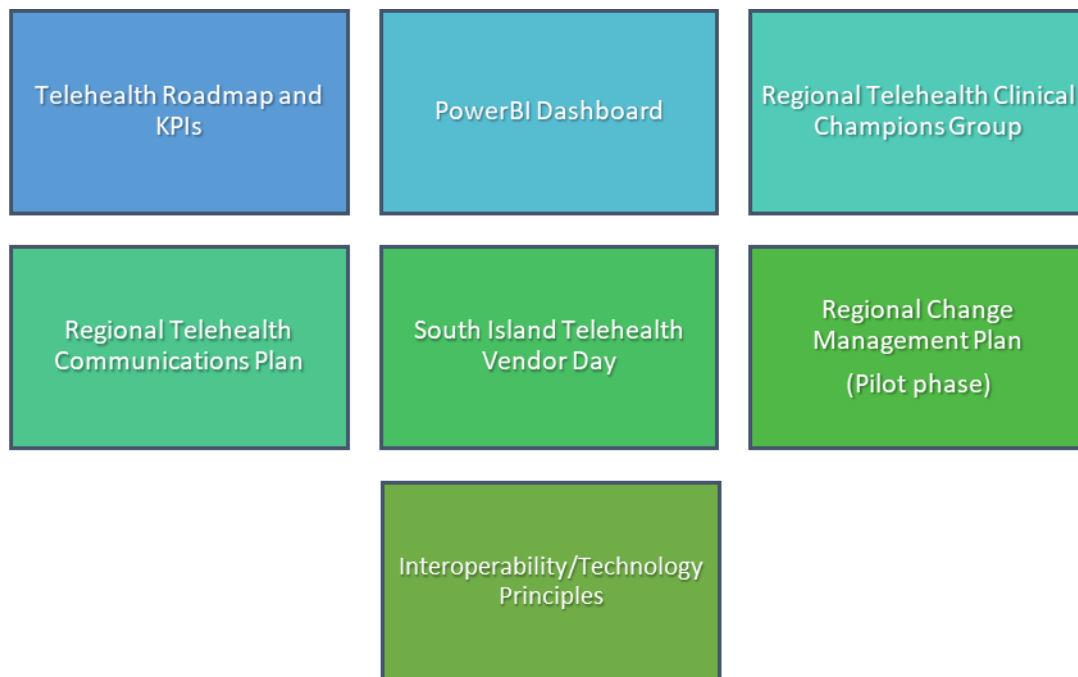 Telehealth Roadmap and
KPIs
PowerBI Dashboard
Regional Telehealth Clinical
Champions Group
Regional Telehealth
Communications Plan
South Island Telehealth
Vendor Day
Regional Change
Management Plan
(Pilot phase)
Interoperability/Technology
Principles